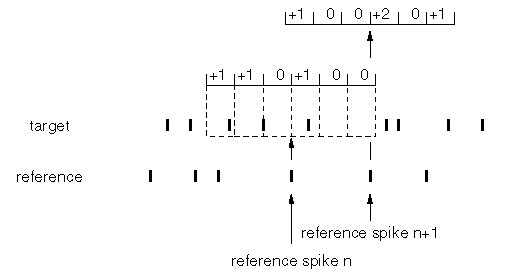 +1 0 0 +2 0 +1
+1 +1 0 +1 0 0
target
reference
reference spike n+1
reference spike n